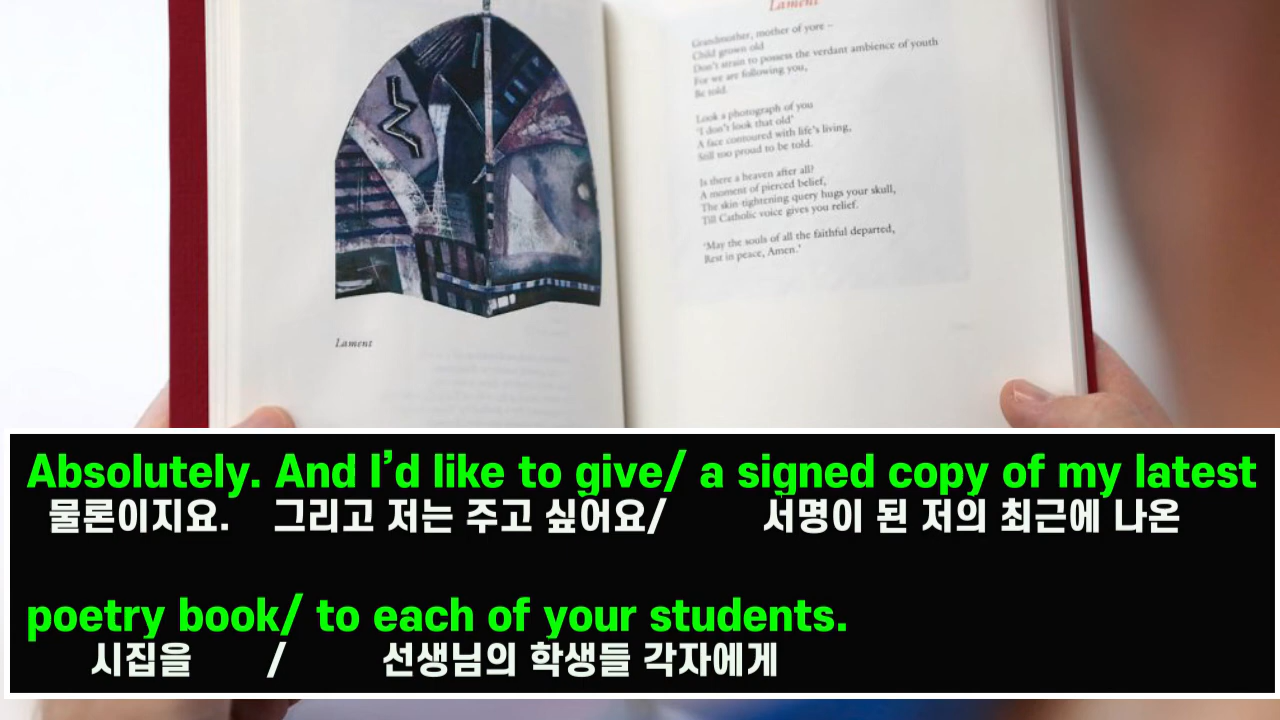 Lament
Grandmother, mother of yore –
Child grown old
Don't strain to possess the verdant ambience of youth
For we are following you,
Be told.
Look a photograph of you
'I don't look that old'
A face contoured with life's living,
Still too proud to be told.
Is there a heaven after all?
A moment of pierced belief,
The skin-tightening query hugs your skull,
Till Catholic voice gives you relief.
'May the souls of all the faithful departed,
Rest in peace, Amen.'
Lament
Absolutely. And I'd like to give/ a signed copy of my latest
물론이지요. 그리고 저는 주고 싶어요/ 서명이 된 저의 최근에 나온
poetry book/ to each of your students.
시집을 / 선생님의 학생들 각자에게